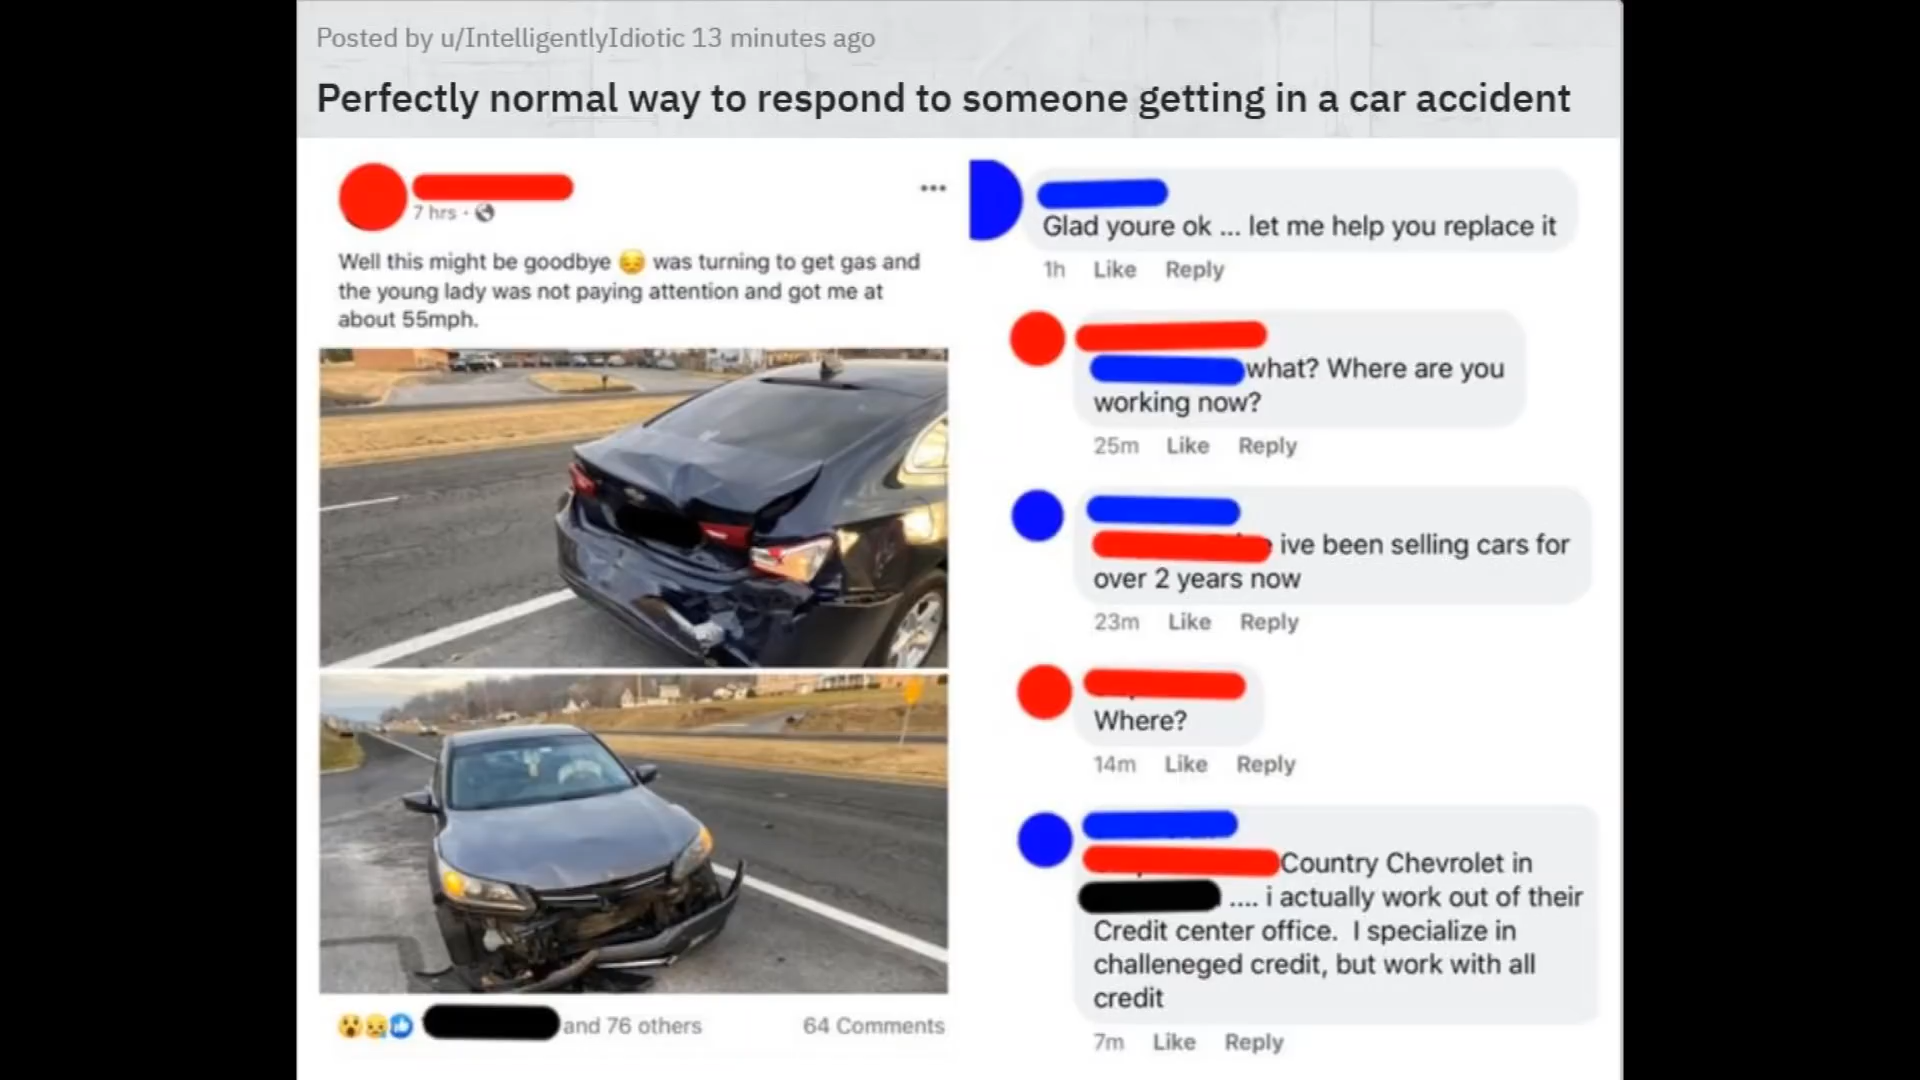 Posted by u/IntelligentlyIdiotic 13 minutes ago
Perfectly normal way to respond to someone getting in a car accident
7 hrs ·
Well this might be goodbye 😔 was turning to get gas and
the young lady was not paying attention and got me at
about 55mph.
and 76 others
64 Comments
Glad youre ok ... let me help you replace it
1h Like Reply
what? Where are you
working now?
25m Like Reply
ive been selling cars for
over 2 years now
23m Like Reply
Where?
14m Like Reply
Country Chevrolet in
.... i actually work out of their
Credit center office. I specialize in
challeneged credit, but work with all
credit
7m Like Reply